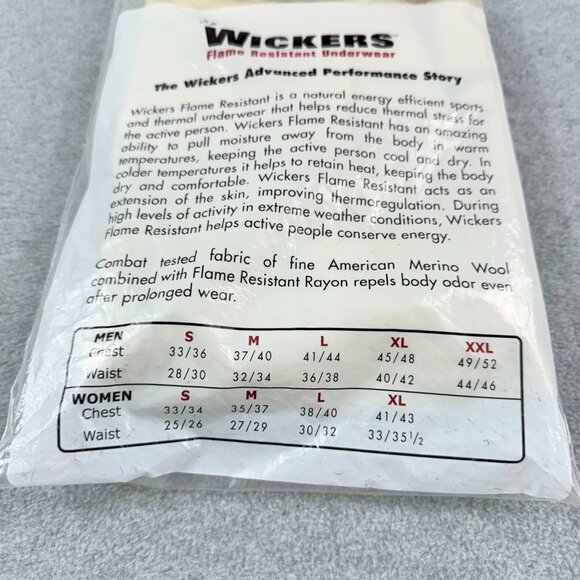 WICKERS
Flame Resistant Underwear
The Wickers Advanced Performance Story
Wickers Flame Resistant is a natural energy efficient sports
and thermal underwear that helps reduce thermal stress for
the active person. Wickers Flame Resistant has an amazing
ability to pull moisture away from the body in warm
temperatures, keeping the active person cool and dry. In
colder temperatures it helps to retain heat, keeping the body
dry and comfortable. Wickers Flame Resistant acts as an
extension of the skin, improving thermoregulation. During
high levels of activity in extreme weather conditions, Wickers
Flame Resistant helps active people conserve energy.
Combat tested fabric of fine American Merino Wool
combined with Flame Resistant Rayon repels body odor even
after prolonged wear.
MEN S M L XL XXL
Chest 33/36 37/40 41/44 45/48 49/52
Waist 28/30 32/34 36/38 40/42 44/46
WOMEN S M L XL
Chest 33/34 35/37 38/40 41/43
Waist 25/26 27/29 30/32 33/35½